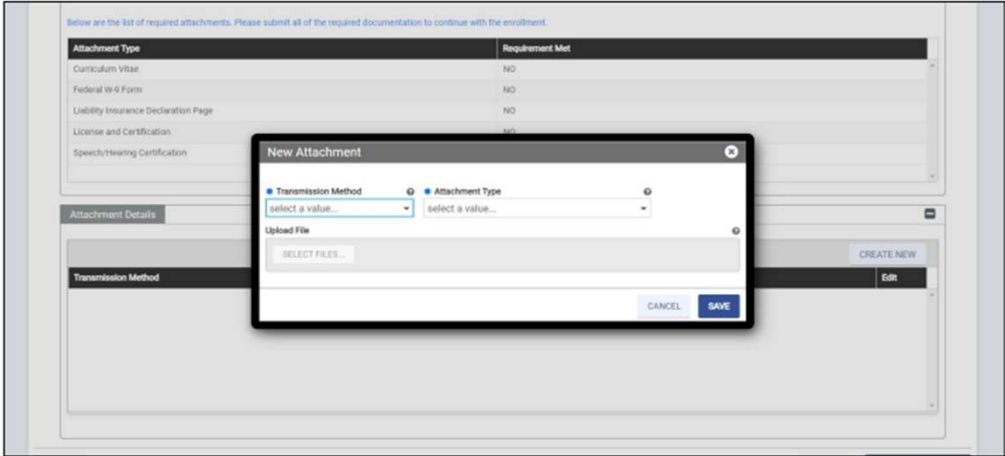 Below are the list of required attachments. Please submit all of the required documentation to continue with the enrollment.
Attachment Type Requirement Met
Curriculum Vitae NO
Federal W-9 Form NO
Liability Insurance Declaration Page NO
License and Certification NO
Speech/Hearing Certification
New Attachment
Transmission Method Attachment Type
select a value... select a value...
Upload File
SELECT FILES...
CANCEL SAVE
Attachment Details
CREATE NEW
Transmission Method Edit